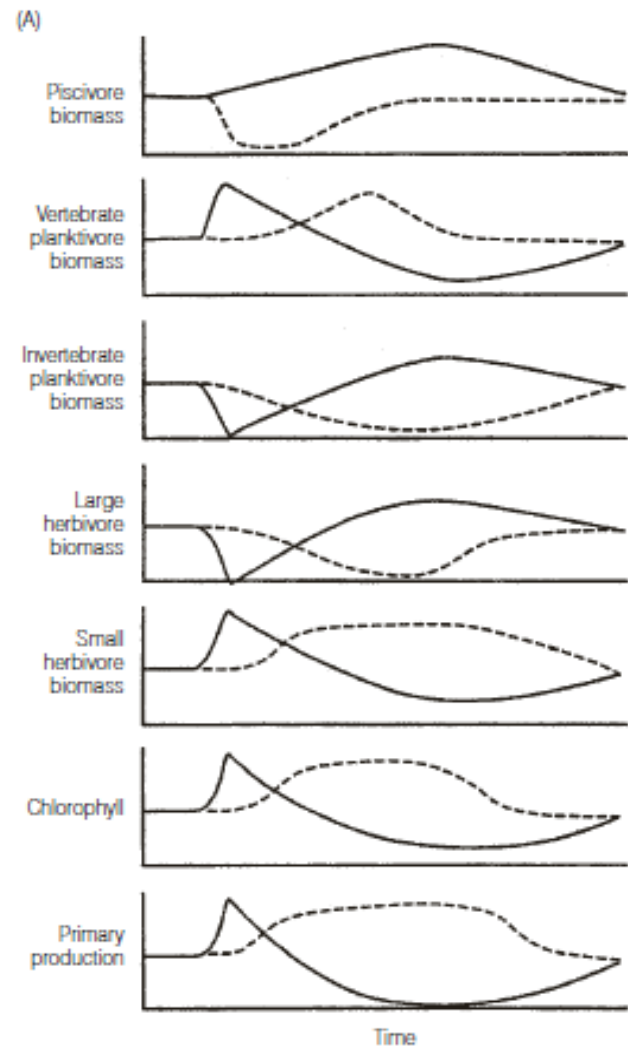 (A)
Piscivore
biomass
Vertebrate
planktivore
biomass
Invertebrate
planktivore
biomass
Large
herbivore
biomass
Small
herbivore
biomass
Chlorophyll
Primary
production
Time